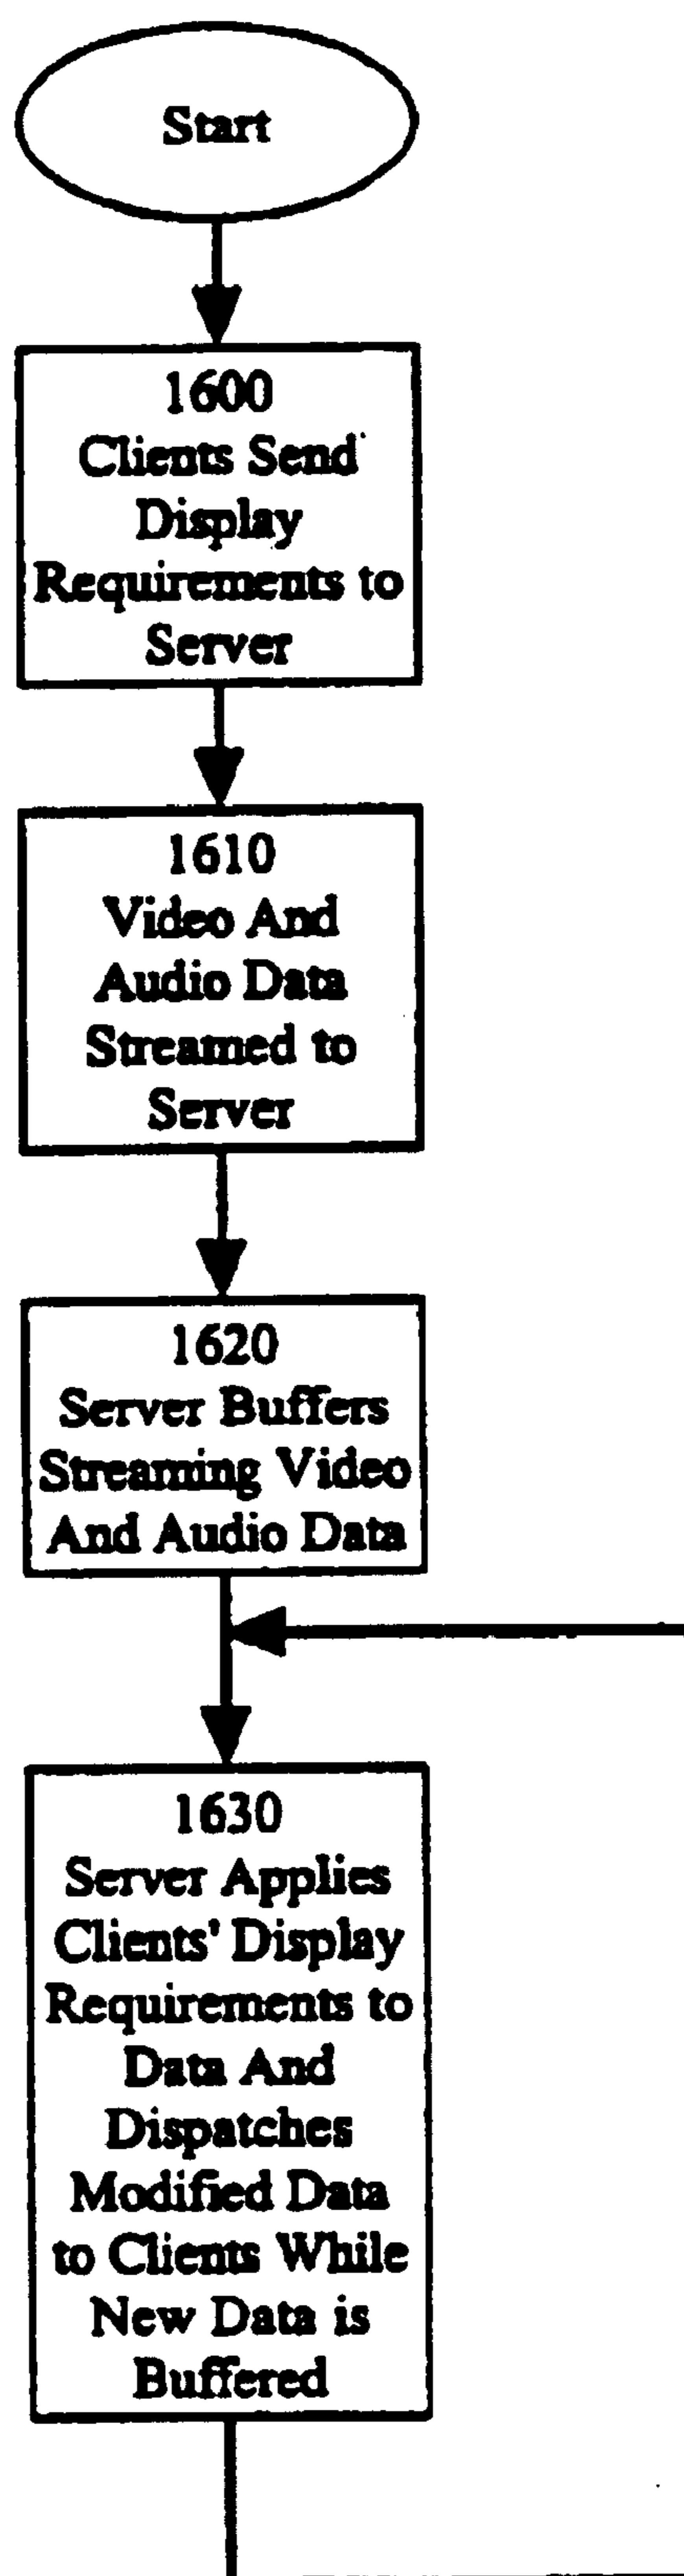 Start
1600
Clients Send
Display
Requirements to
Server
1610
Video And
Audio Data
Streamed to
Server
1620
Server Buffers
Streaming Video
And Audio Data
1630
Server Applies
Clients' Display
Requirements to
Data And
Dispatches
Modified Data
to Clients While
New Data is
Buffered